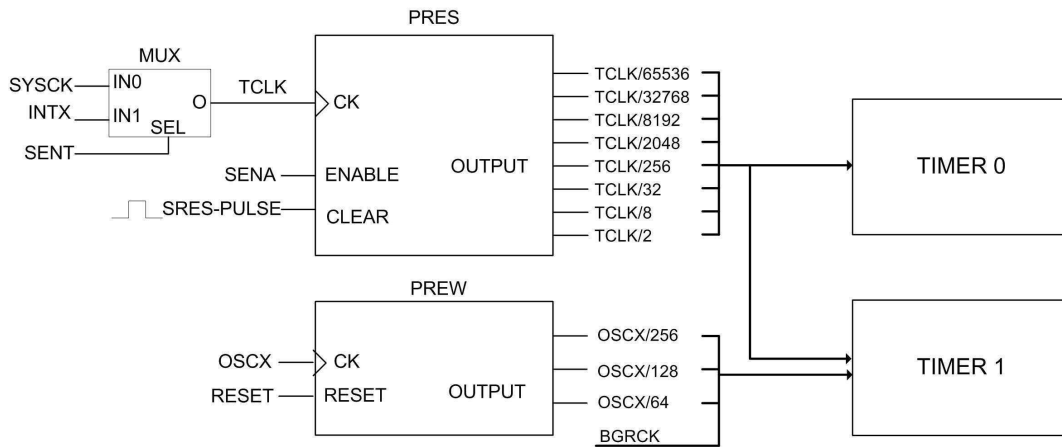 PRES
MUX
SYSCK
IN0
TCLK
O
INTX
IN1
SEL
SENT
CK
SENA
ENABLE
SRES-PULSE
CLEAR
OUTPUT
TCLK/65536
TCLK/32768
TCLK/8192
TCLK/2048
TCLK/256
TCLK/32
TCLK/8
TCLK/2
TIMER 0
PREW
OSCX
CK
RESET
RESET
OUTPUT
OSCX/256
OSCX/128
OSCX/64
BGRCK
TIMER 1